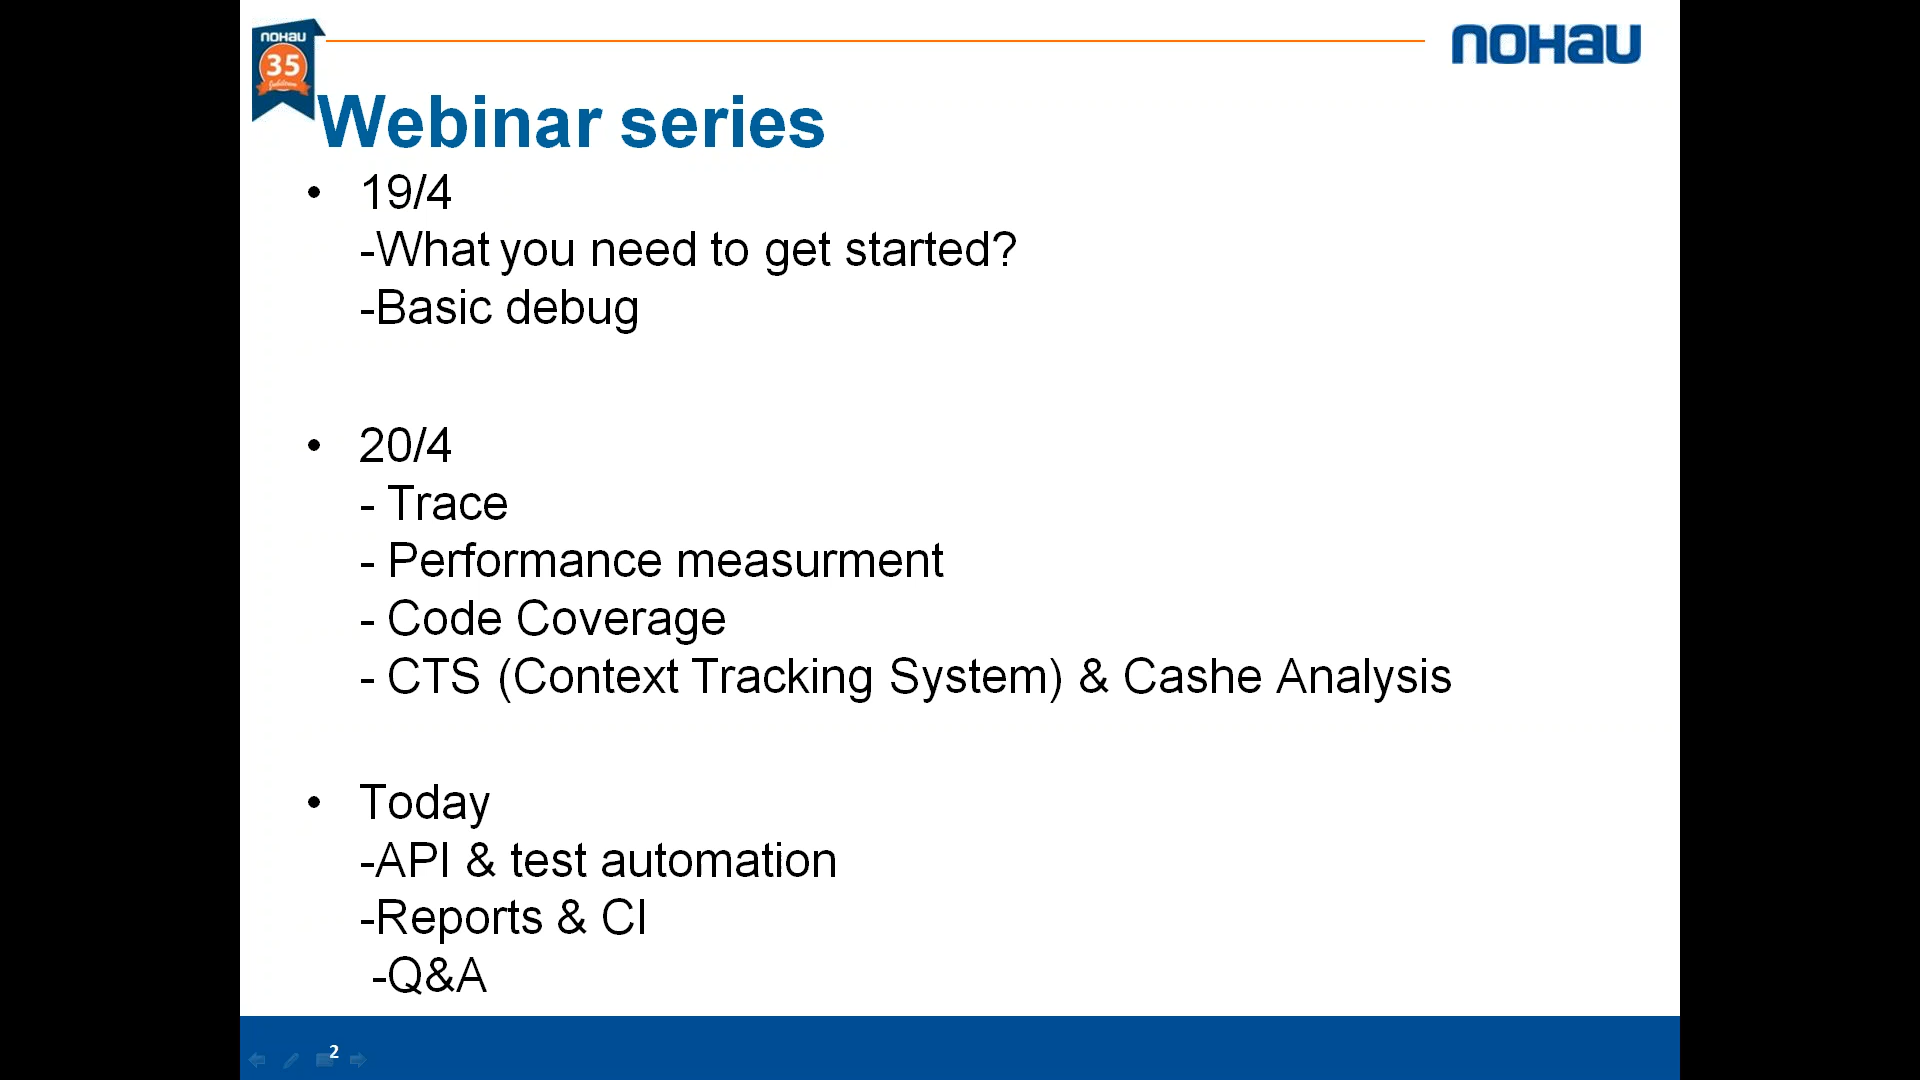 NOHAU
35
NOHAU
Webinar series
• 19/4
-What you need to get started?
-Basic debug
• 20/4
- Trace
- Performance measurment
- Code Coverage
- CTS (Context Tracking System) & Cashe Analysis
• Today
-API & test automation
-Reports & CI
-Q&A
2